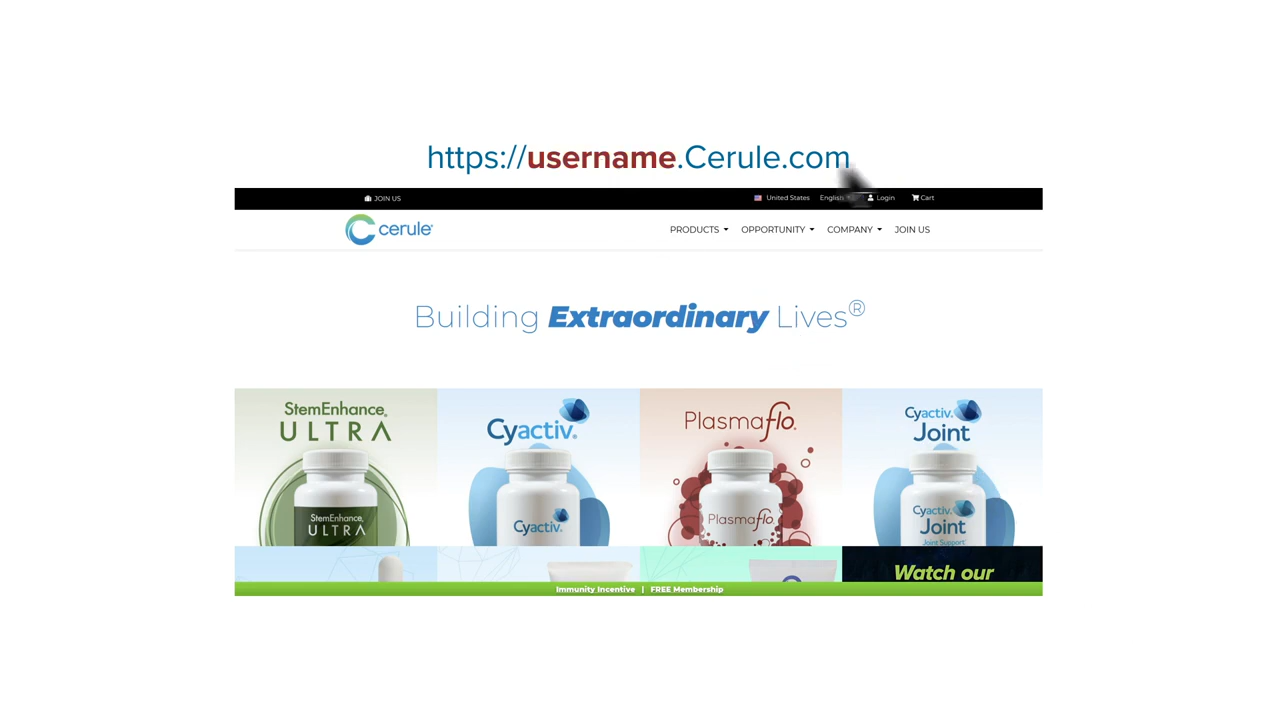 https://username.Cerule.com
JOIN US
United States English Login Cart
cerule
PRODUCTS OPPORTUNITY COMPANY JOIN US
Building Extraordinary Lives®
StemEnhance®
ULTRA
Cyactiv®
Plasmaflo®
Cyactiv®
Joint
StemEnhance®
ULTRA
Cyactiv®
Plasmaflo®
Cyactiv®
Joint
Joint Support
Watch our
Immunity Incentive | FREE Membership